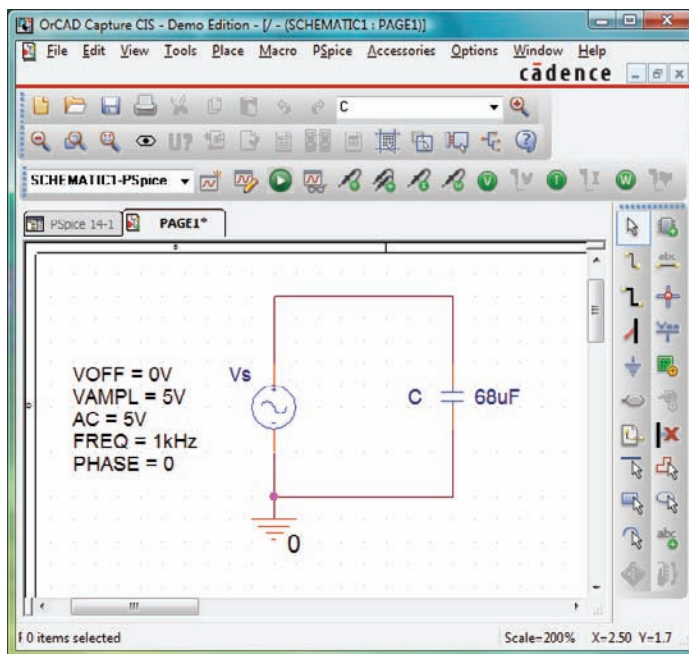 OrCAD Capture CIS - Demo Edition - [/ - (SCHEMATIC1 : PAGE1)]
File Edit View Tools Place Macro PSpice Accessories Options Window Help
cādence
C
U?
SCHEMATIC1-PSpice
V V I I W
PSpice 14-1 PAGE1*
abc
VOFF = 0V
VAMPL = 5V
AC = 5V
FREQ = 1kHz
PHASE = 0
Vs
C 68uF
0
abc
0 items selected Scale=200% X=2.50 Y=1.7